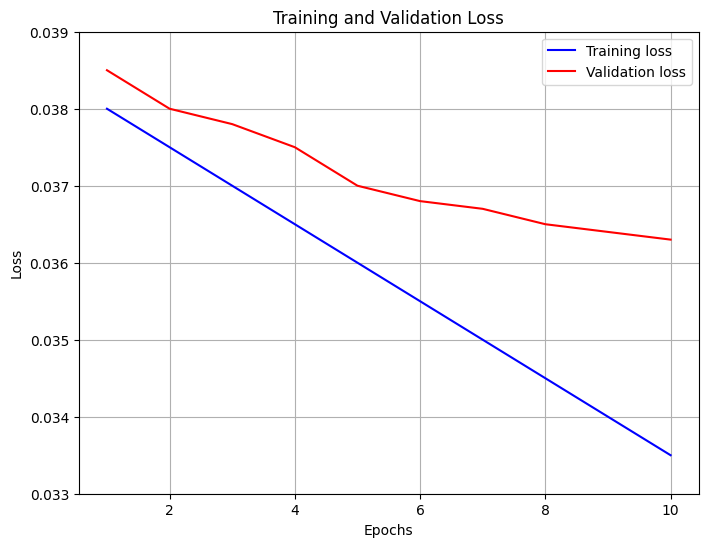 Training and Validation Loss
Training loss
Validation loss
0.039
0.038
0.037
0.036
0.035
0.034
0.033
Loss
2
4
6
8
10
Epochs